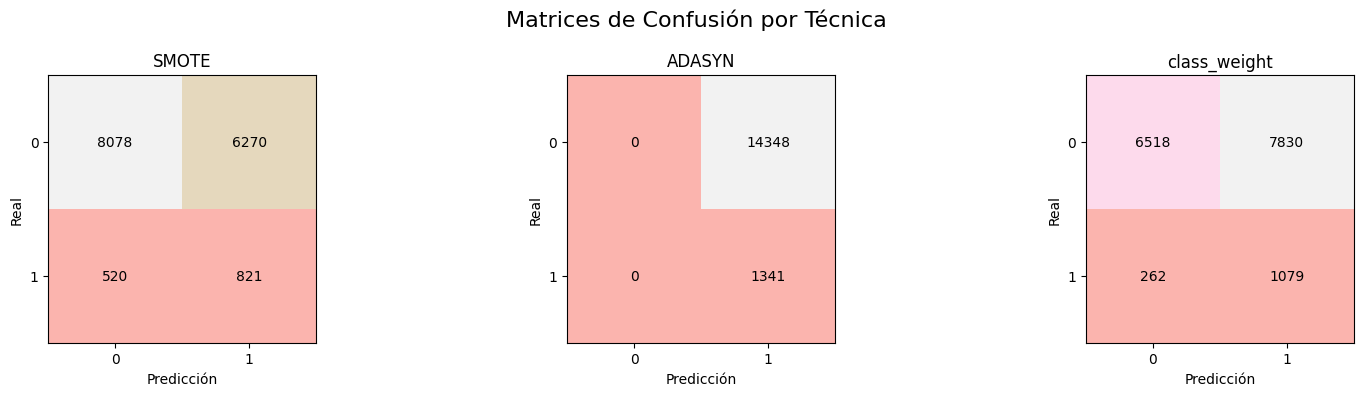 Matrices de Confusión por Técnica
SMOTE
0
8078
6270
Real
1
520
821
0
1
Predicción
ADASYN
0
0
14348
Real
1
0
1341
0
1
Predicción
class_weight
0
6518
7830
Real
1
262
1079
0
1
Predicción